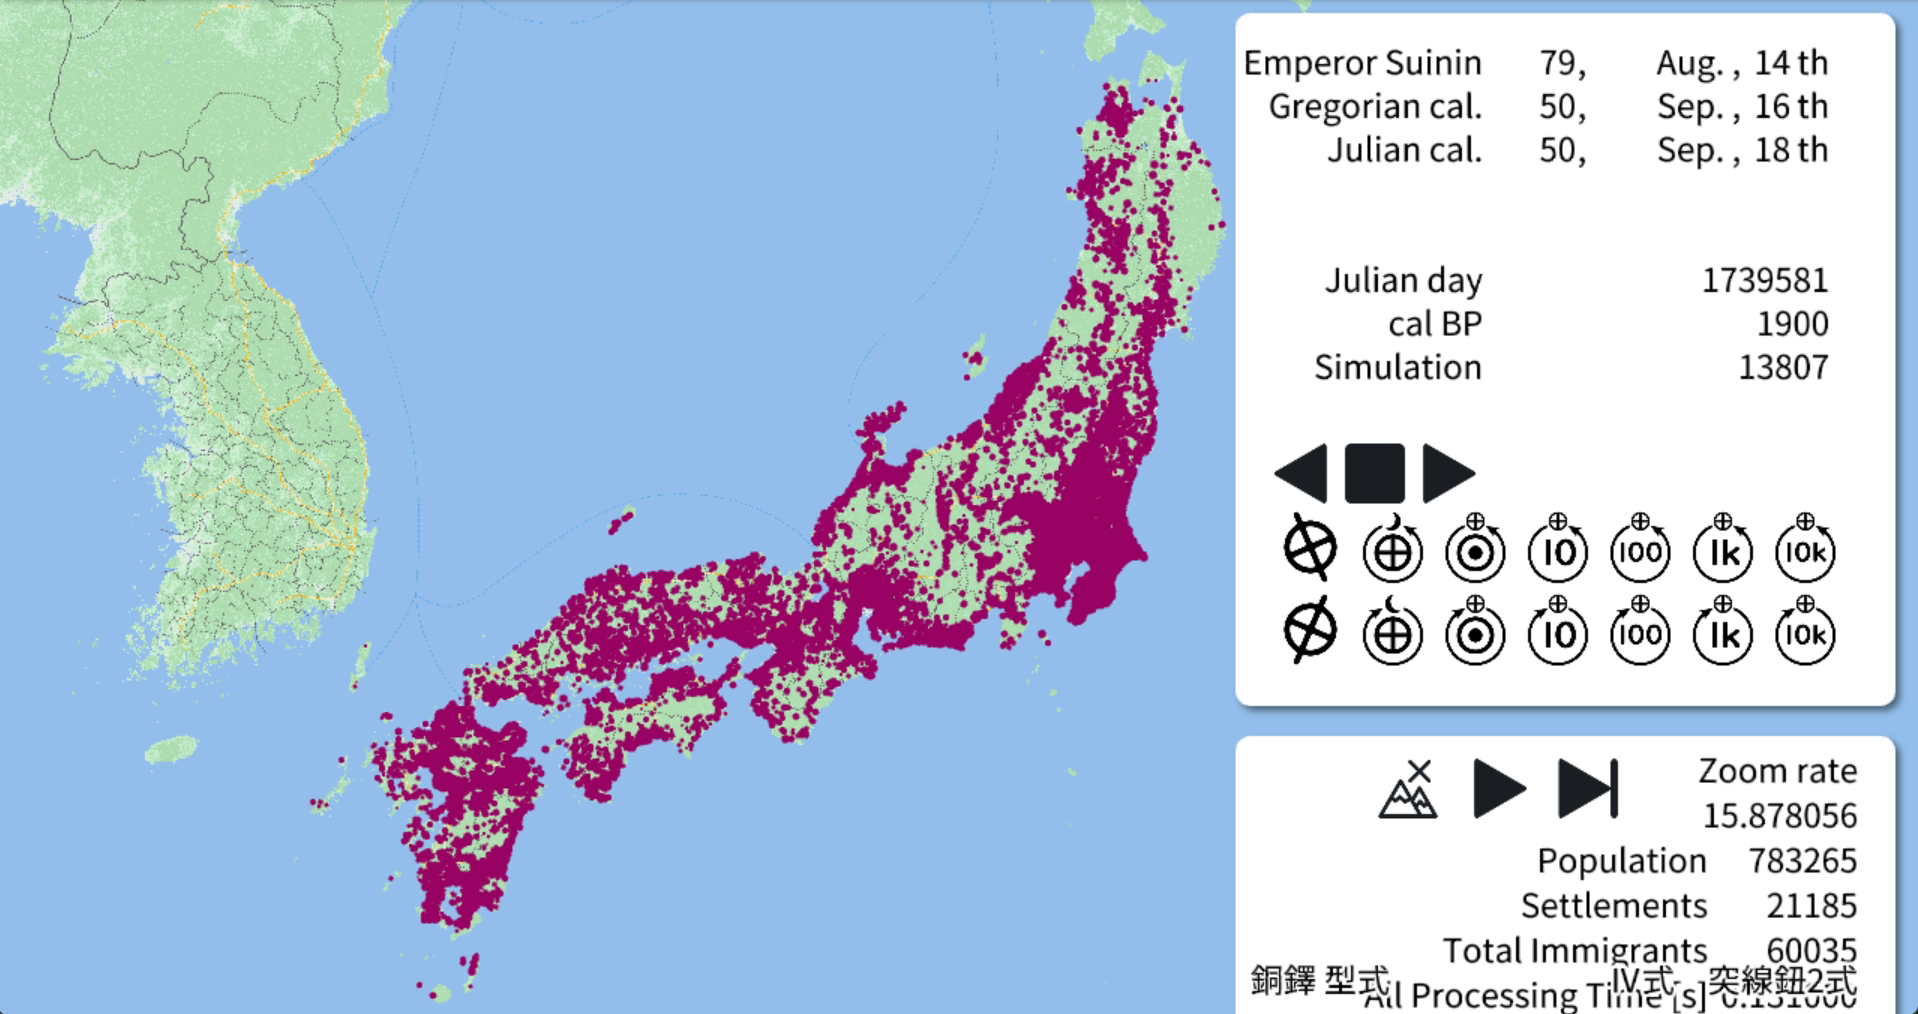 Emperor Suinin 79, Aug. , 14 th
Gregorian cal. 50, Sep. , 16 th
Julian cal. 50, Sep. , 18 th
Julian day 1739581
cal BP 1900
Simulation 13807
10 100 1k 10k
10 100 1k 10k
Zoom rate
15.878056
Population 783265
Settlements 21185
Total Immigrants 60035
銅鐸 型式 IV式 突線鈕2式
All Processing Time [s]